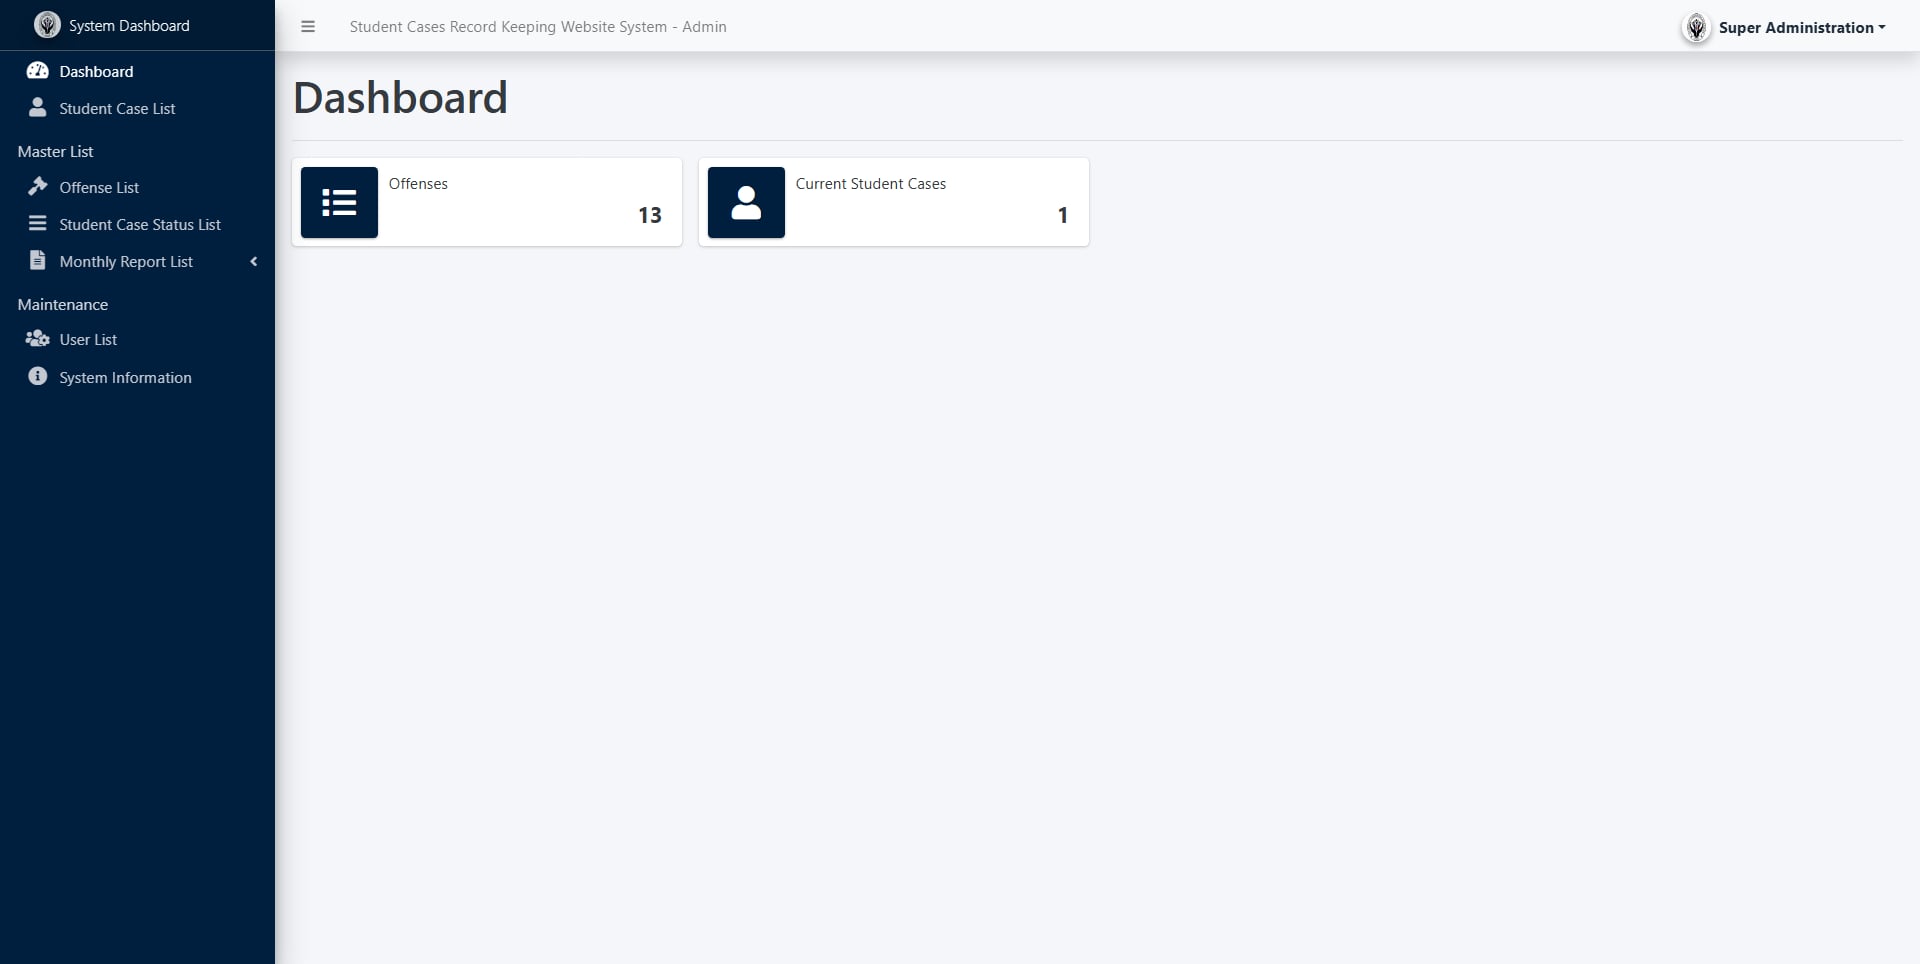 System Dashboard
Student Cases Record Keeping Website System - Admin
Super Administration
Dashboard
Student Case List
Master List
Offense List
Student Case Status List
Monthly Report List
Maintenance
User List
System Information
Dashboard
Offenses
13
Current Student Cases
1